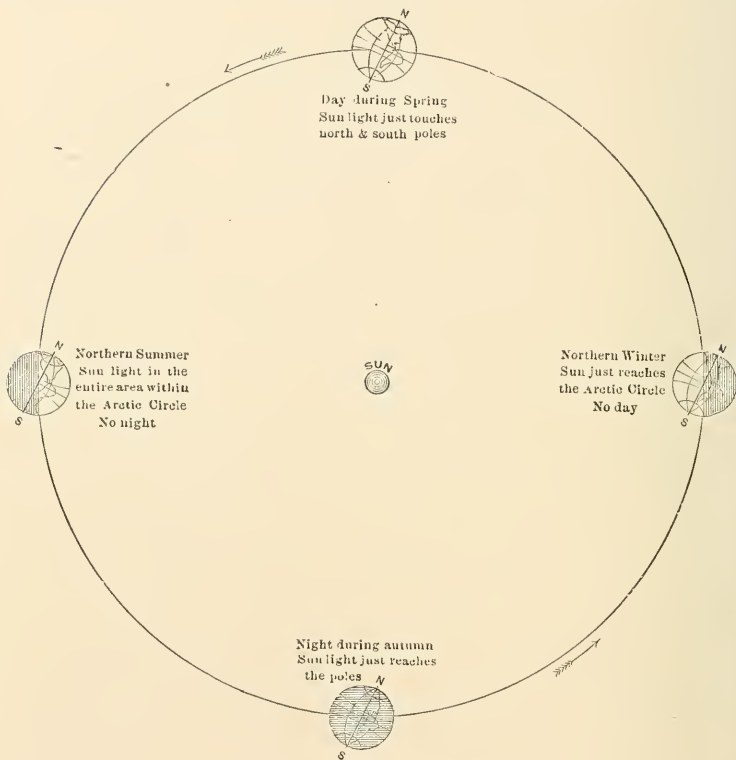 N
S
Day during Spring
Sun light just touches
north & south poles
N
S
Northern Summer
Sun light in the
entire area within
the Arctic Circle
No night
SUN
Northern Winter
Sun just reaches
the Arctic Circle
No day
N
S
Night during autumn
Sun light just reaches
the poles
N
S